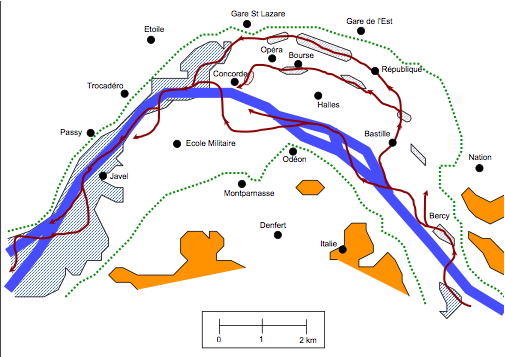 Gare St Lazare
Gare de l'Est
Etoile
Opéra
Bourse
République
Concorde
Trocadéro
Halles
Passy
Bastille
Ecole Militaire
Odéon
Nation
Javel
Montparnasse
Bercy
Denfert
Italie
0 1 2 km